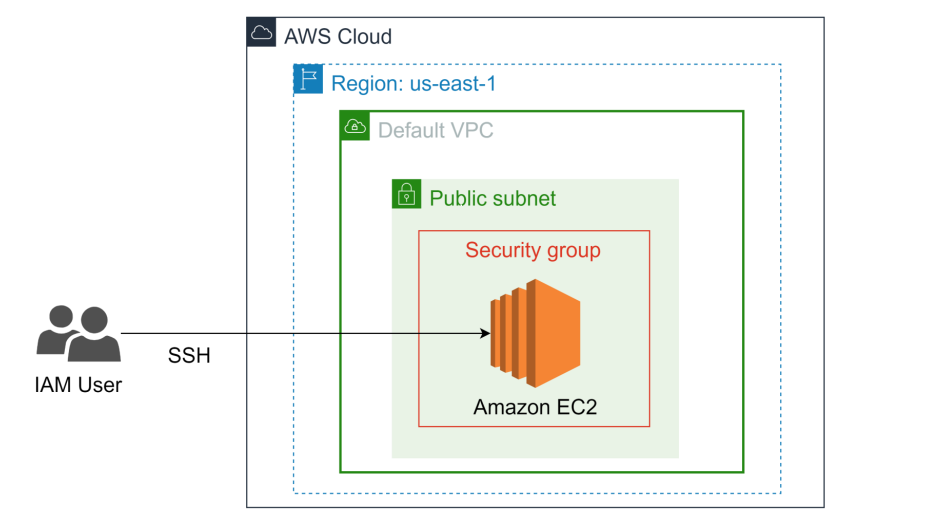 AWS Cloud
Region: us-east-1
Default VPC
Public subnet
Security group
SSH
IAM User
Amazon EC2